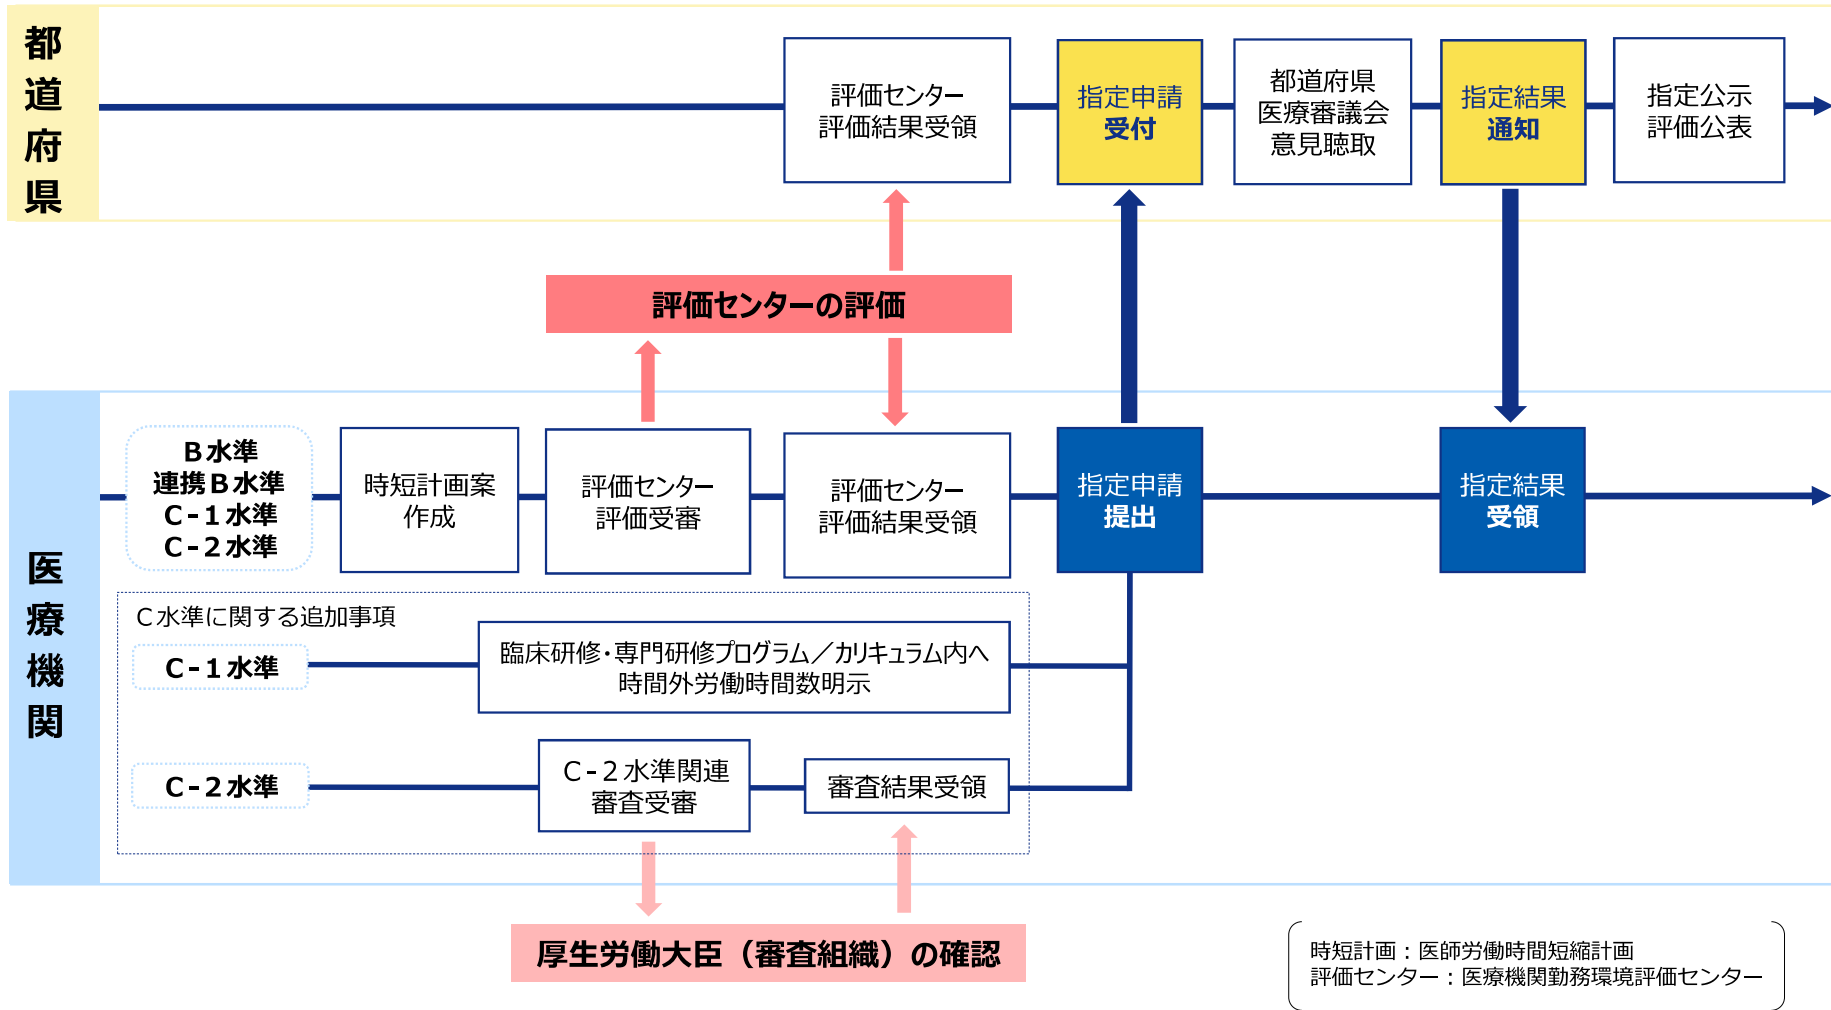 都道府県
評価センター
評価結果受領
指定申請
受付
都道府県
医療審議会
意見聴取
指定結果
通知
指定公示
評価公表
評価センターの評価
医療機関
B水準
連携B水準
C-1水準
C-2水準
時短計画案
作成
評価センター
評価受審
評価センター
評価結果受領
指定申請
提出
指定結果
受領
C水準に関する追加事項
C-1水準
臨床研修・専門研修プログラム／カリキュラム内へ
時間外労働時間数明示
C-2水準
C-2水準関連
審査受審
審査結果受領
厚生労働大臣（審査組織）の確認
時短計画：医師労働時間短縮計画
評価センター：医療機関勤務環境評価センター